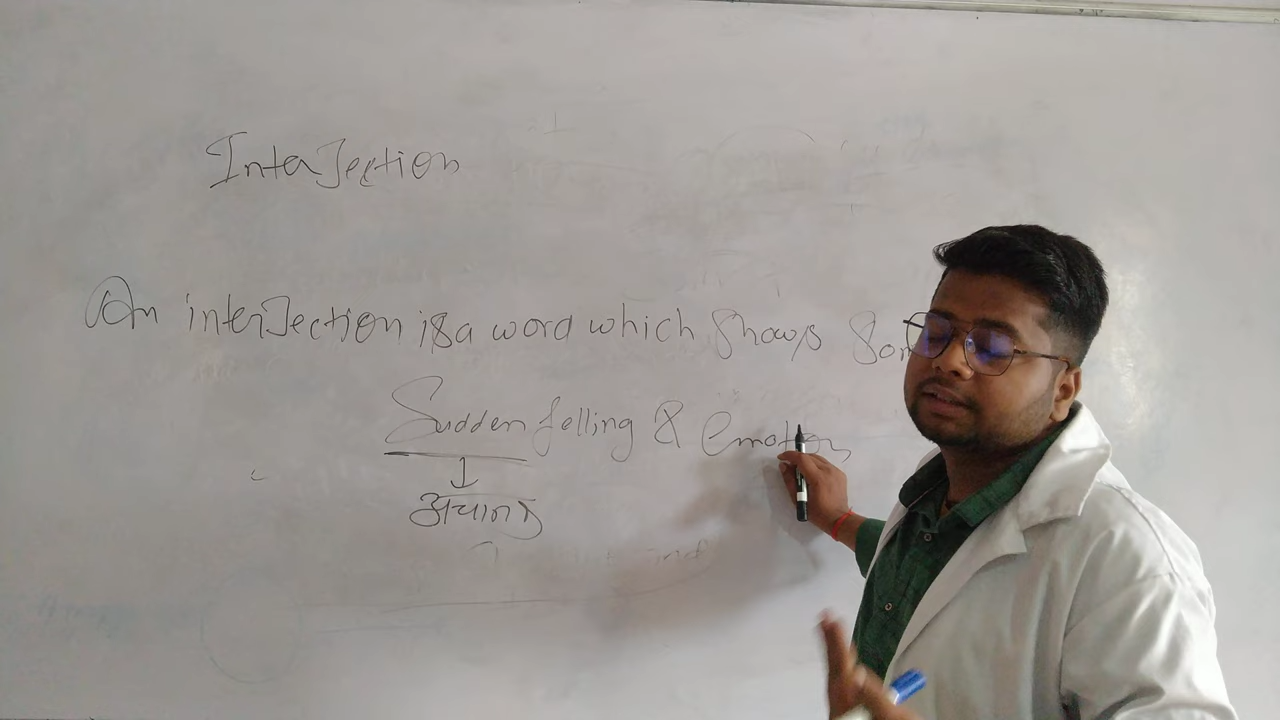 InterJection
An interJection is a word which shows Som
Sudden felling & emotion
अचानक